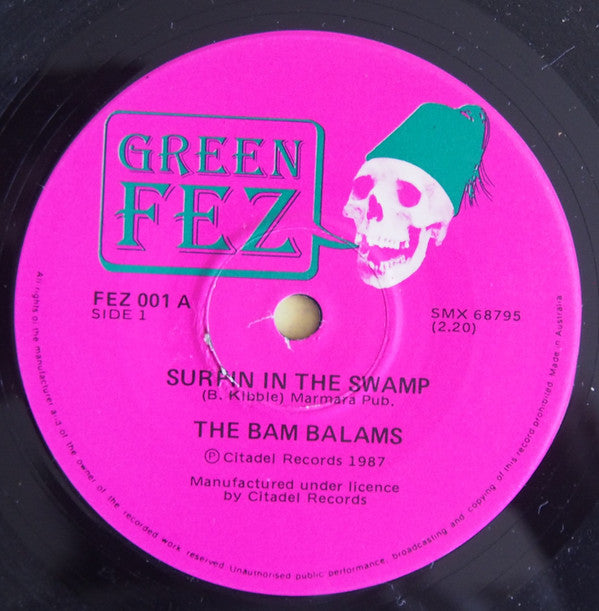 GREEN
FEZ
FEZ 001 A
SIDE 1
SMX 68795
(2.20)
SURFIN IN THE SWAMP
(B. Kibble) Marmara Pub.
THE BAM BALAMS
Ⓟ Citadel Records 1987
Manufactured under licence
by Citadel Records
All rights of the manufacturer and of the owner of the recorded work reserved. Unauthorised public performance, broadcasting and copying of this record prohibited. Made in Australia